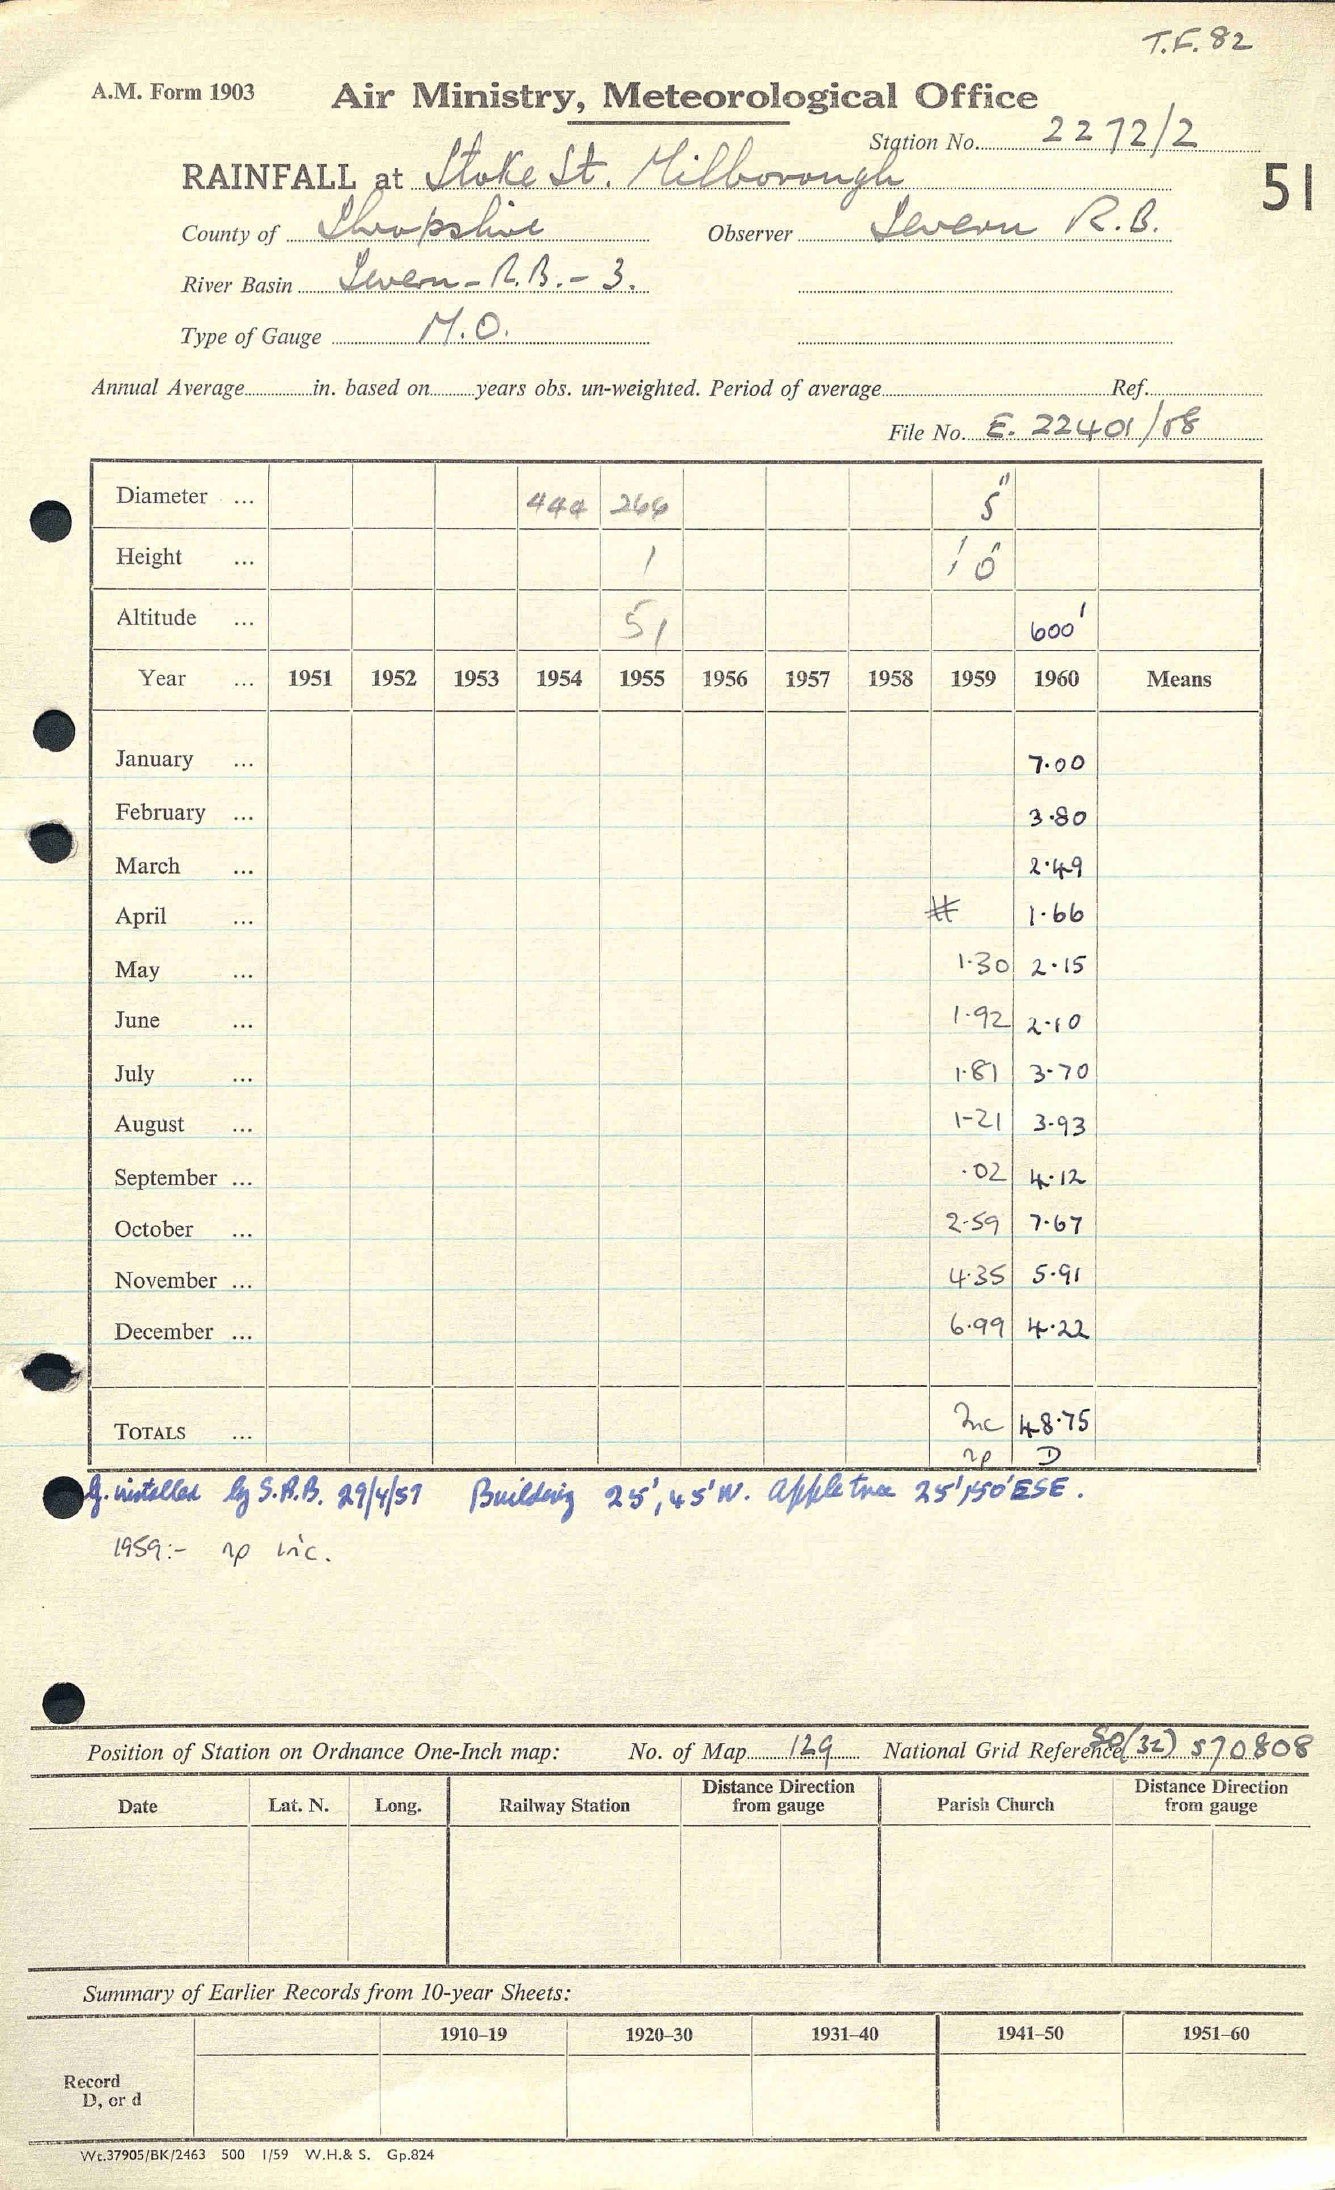 T.F.82
A.M. Form 1903 Air Ministry, Meteorological Office
Station No. 2272/2
RAINFALL at Stoke St. Milborough
51
County of Shropshire Observer Severn R.B.
River Basin Severn - R.B. - 3.
Type of Gauge M.O.
Annual Average in. based on years obs. un-weighted. Period of average Ref.
File No. E. 22401/58
Diameter ... 444 266 5"
Height ... 1 1' 0"
Altitude ... 51 600'
Year ... 1951 1952 1953 1954 1955 1956 1957 1958 1959 1960 Means
January ... 7.00
February ... 3.80
March ... 2.49
April ... # 1.66
May ... 1.30 2.15
June ... 1.92 2.10
July ... 1.81 3.70
August ... 1-21 3.93
September ... .02 4.12
October ... 2.59 7.67
November ... 4.35 5.91
December ... 6.99 4.22
TOTALS ... Inc 48.75
np D
G. installed by S.R.B. 29/4/59 Building 25', 45' W. Apple tree 25', 50' ESE.
1959:- np inc.
Position of Station on Ordnance One-Inch map: No. of Map 129 National Grid Reference SO(32) 570808
Date Lat. N. Long. Railway Station Distance Direction from gauge Parish Church Distance Direction from gauge
Summary of Earlier Records from 10-year Sheets:
1910–19 1920–30 1931–40 1941–50 1951–60
Record
D, or d
Wt.37905/BK/2463 500 1/59 W.H.& S. Gp.824